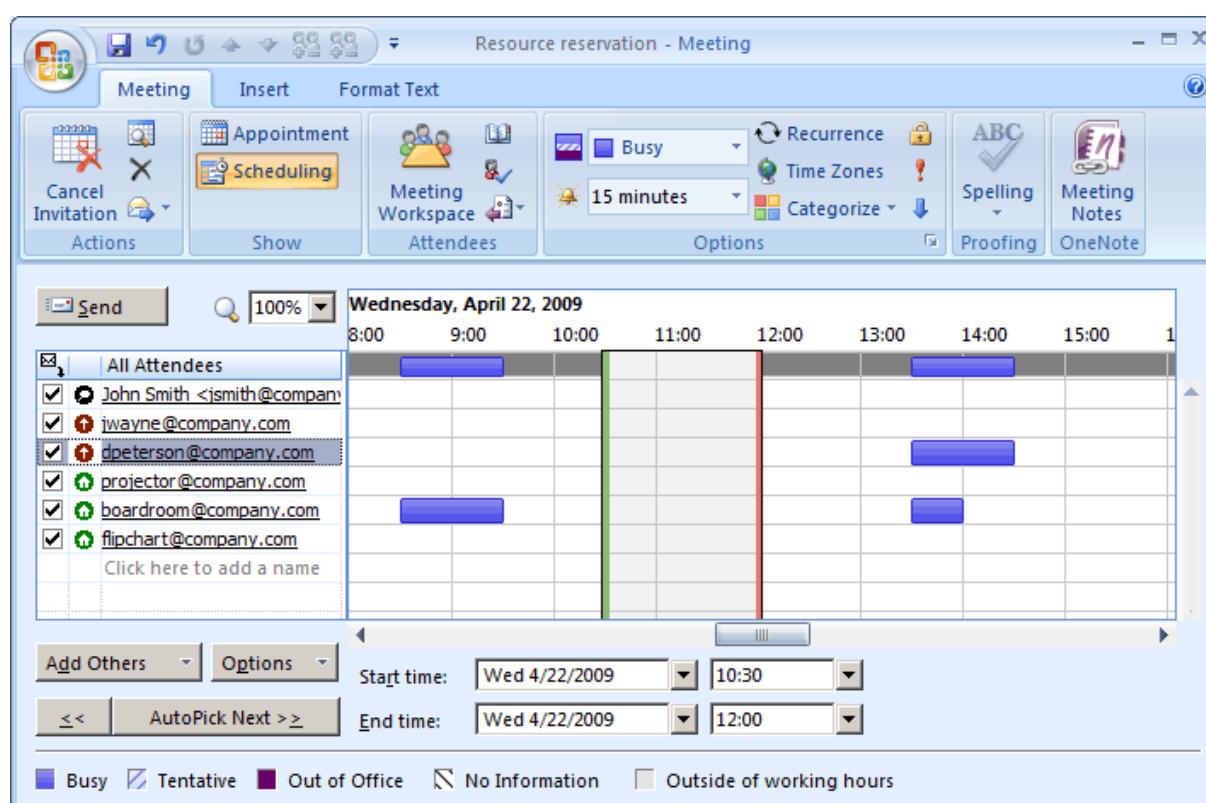 Resource reservation - Meeting
Meeting Insert Format Text
Cancel Invitation
Actions
Appointment
Scheduling
Show
Meeting Workspace
Attendees
Busy
15 minutes
Recurrence
Time Zones
Categorize
Options
ABC
Spelling
Proofing
Meeting Notes
OneNote
Send 100%
Wednesday, April 22, 2009
8:00 9:00 10:00 11:00 12:00 13:00 14:00 15:00 1
All Attendees
John Smith <jsmith@company
jwayne@company.com
dpeterson@company.com
projector@company.com
boardroom@company.com
flipchart@company.com
Click here to add a name
Add Others Options
Start time: Wed 4/22/2009 10:30
<< AutoPick Next >>
End time: Wed 4/22/2009 12:00
Busy Tentative Out of Office No Information Outside of working hours